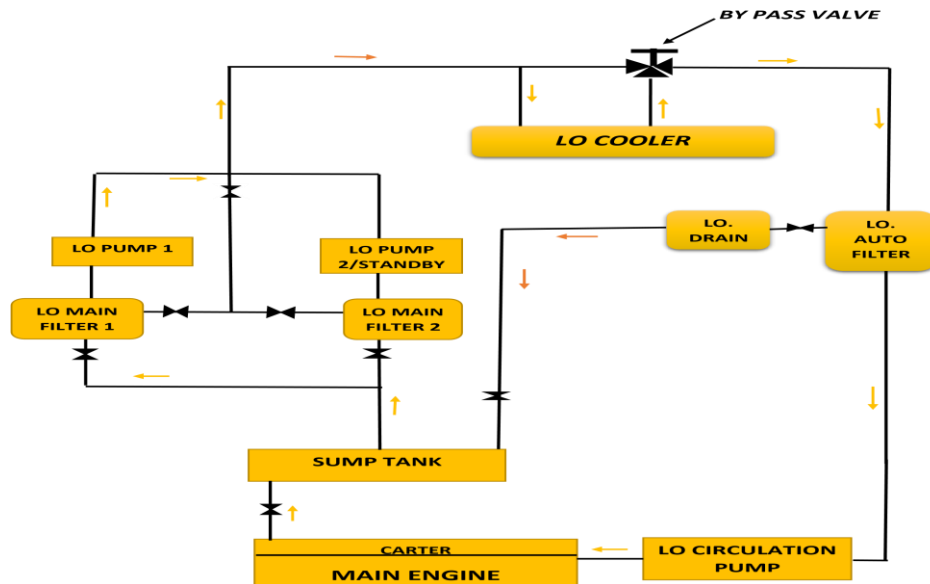 BY PASS VALVE
LO COOLER
LO PUMP 1
LO PUMP
2/STANDBY
LO.
DRAIN
LO.
AUTO
FILTER
LO MAIN
FILTER 1
LO MAIN
FILTER 2
SUMP TANK
CARTER
MAIN ENGINE
LO CIRCULATION
PUMP